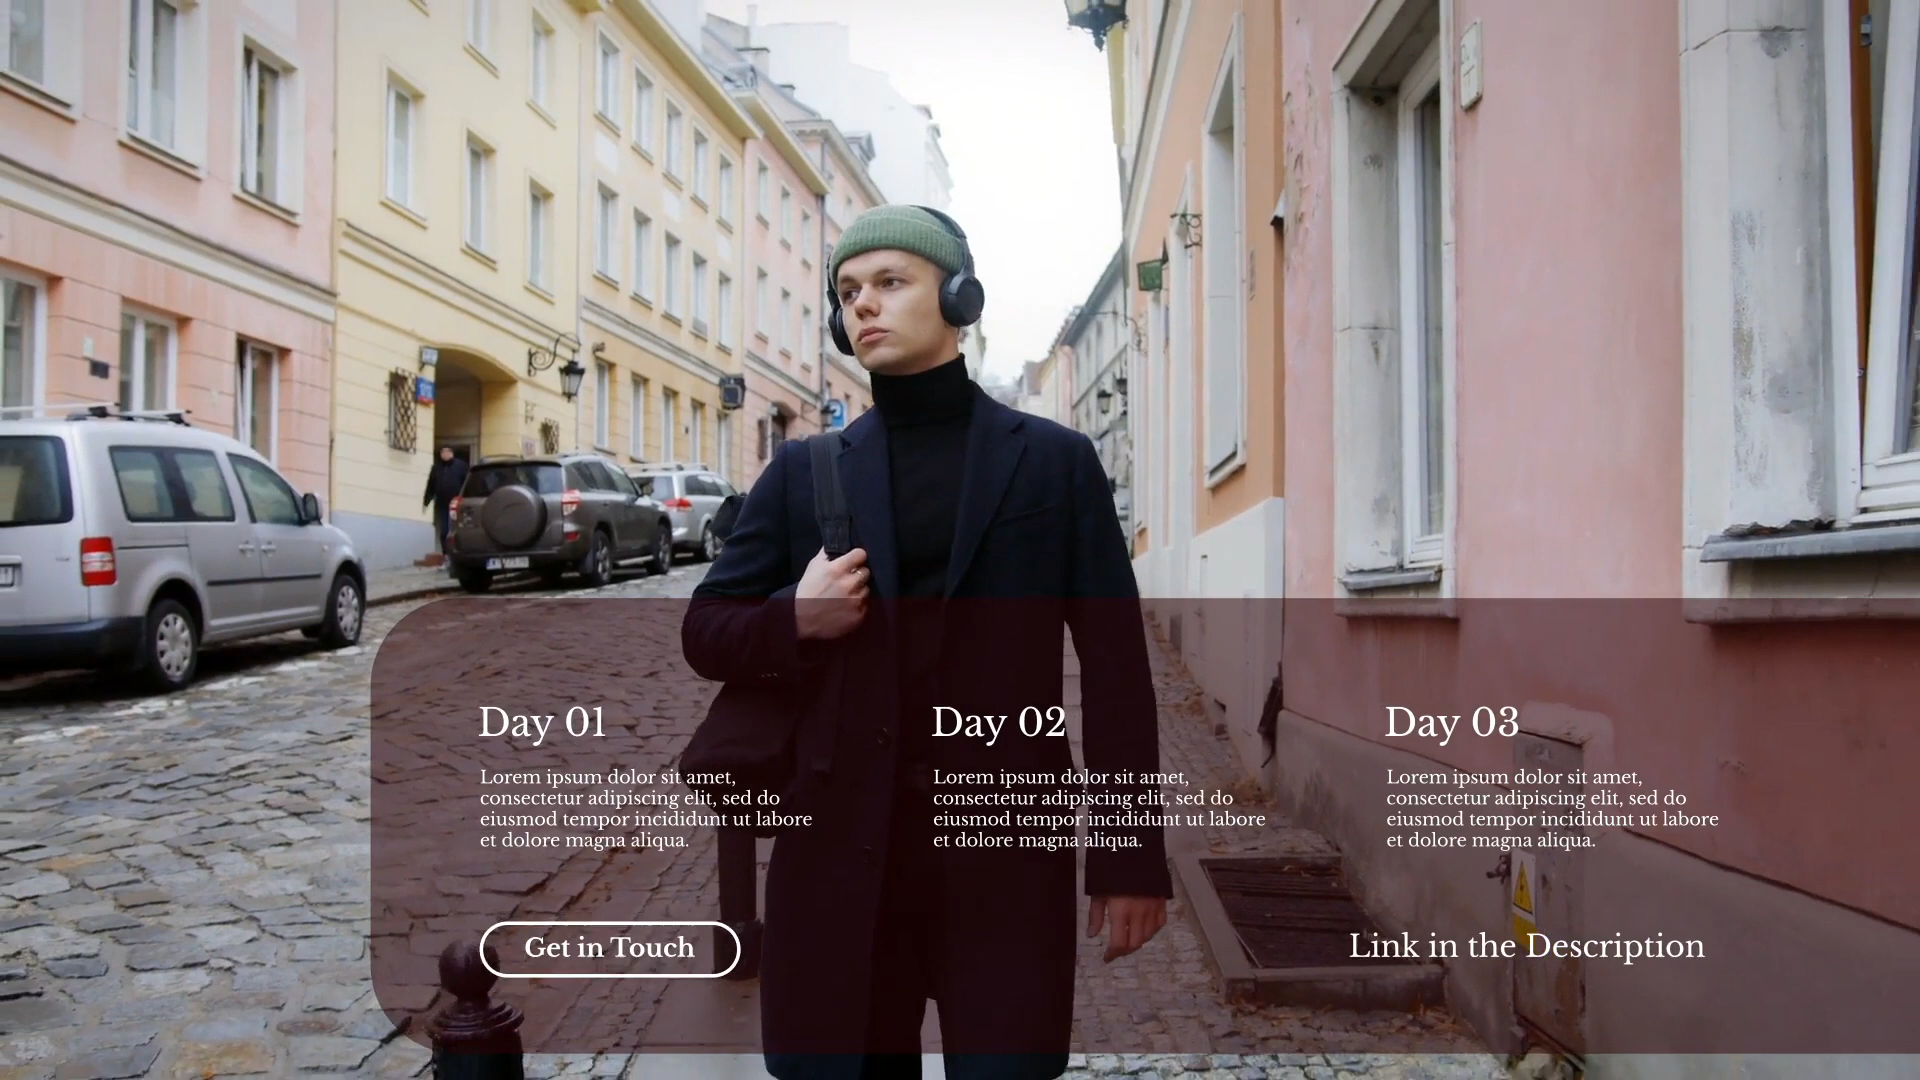 Day 01
Lorem ipsum dolor sit amet,
consectetur adipiscing elit, sed do
eiusmod tempor incididunt ut labore
et dolore magna aliqua.
Day 02
Lorem ipsum dolor sit amet,
consectetur adipiscing elit, sed do
eiusmod tempor incididunt ut labore
et dolore magna aliqua.
Day 03
Lorem ipsum dolor sit amet,
consectetur adipiscing elit, sed do
eiusmod tempor incididunt ut labore
et dolore magna aliqua.
Get in Touch
Link in the Description